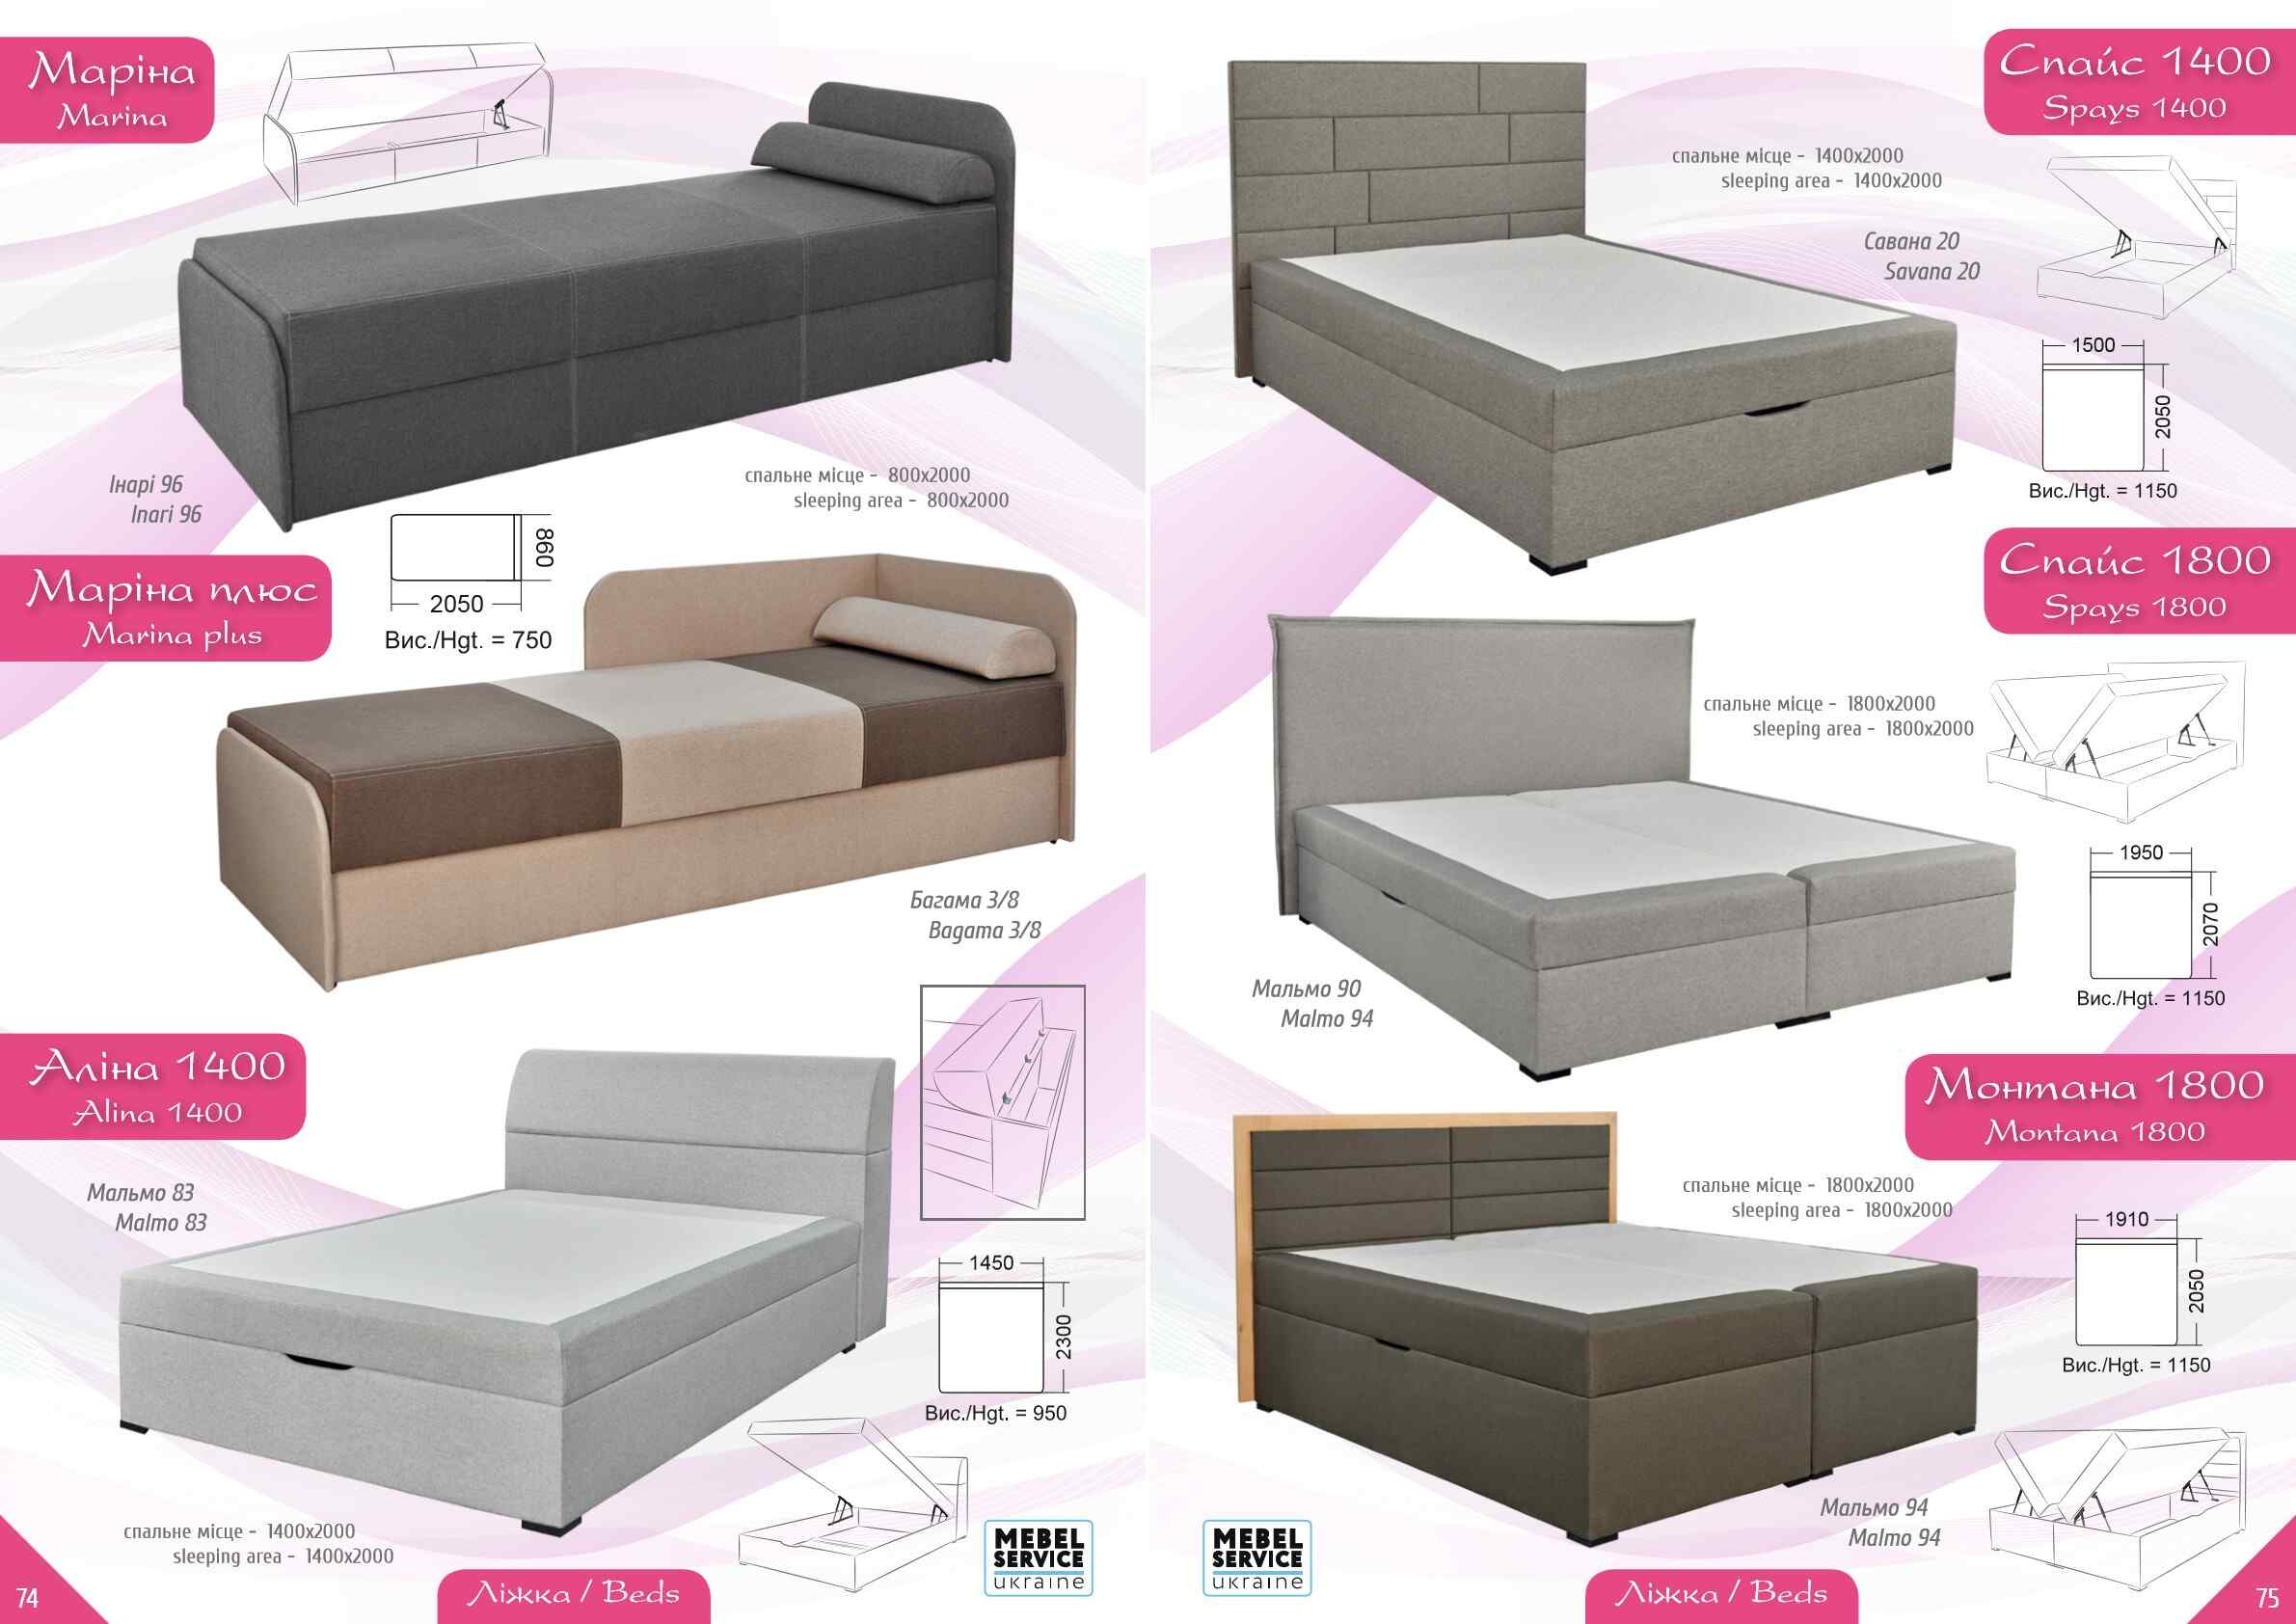 Маріна
Marina
Інарі 96
Inari 96
спальне місце - 800x2000
sleeping area - 800x2000
860
2050
Вис./Hgt. = 750
Маріна плюс
Marina plus
Багама 3/8
Bagama 3/8
Аліна 1400
Alina 1400
Мальмо 83
Malmo 83
1450
2300
Вис./Hgt. = 950
спальне місце - 1400x2000
sleeping area - 1400x2000
MEBEL
SERVICE
ukraine
74
Ліжка / Beds
Спайс 1400
Spays 1400
спальне місце - 1400x2000
sleeping area - 1400x2000
Савана 20
Savana 20
1500
2050
Вис./Hgt. = 1150
Спайс 1800
Spays 1800
спальне місце - 1800x2000
sleeping area - 1800x2000
1950
2070
Вис./Hgt. = 1150
Мальмо 90
Malmo 94
Монтана 1800
Montana 1800
спальне місце - 1800x2000
sleeping area - 1800x2000
1910
2050
Вис./Hgt. = 1150
Мальмо 94
Malmo 94
MEBEL
SERVICE
ukraine
Ліжка / Beds
75